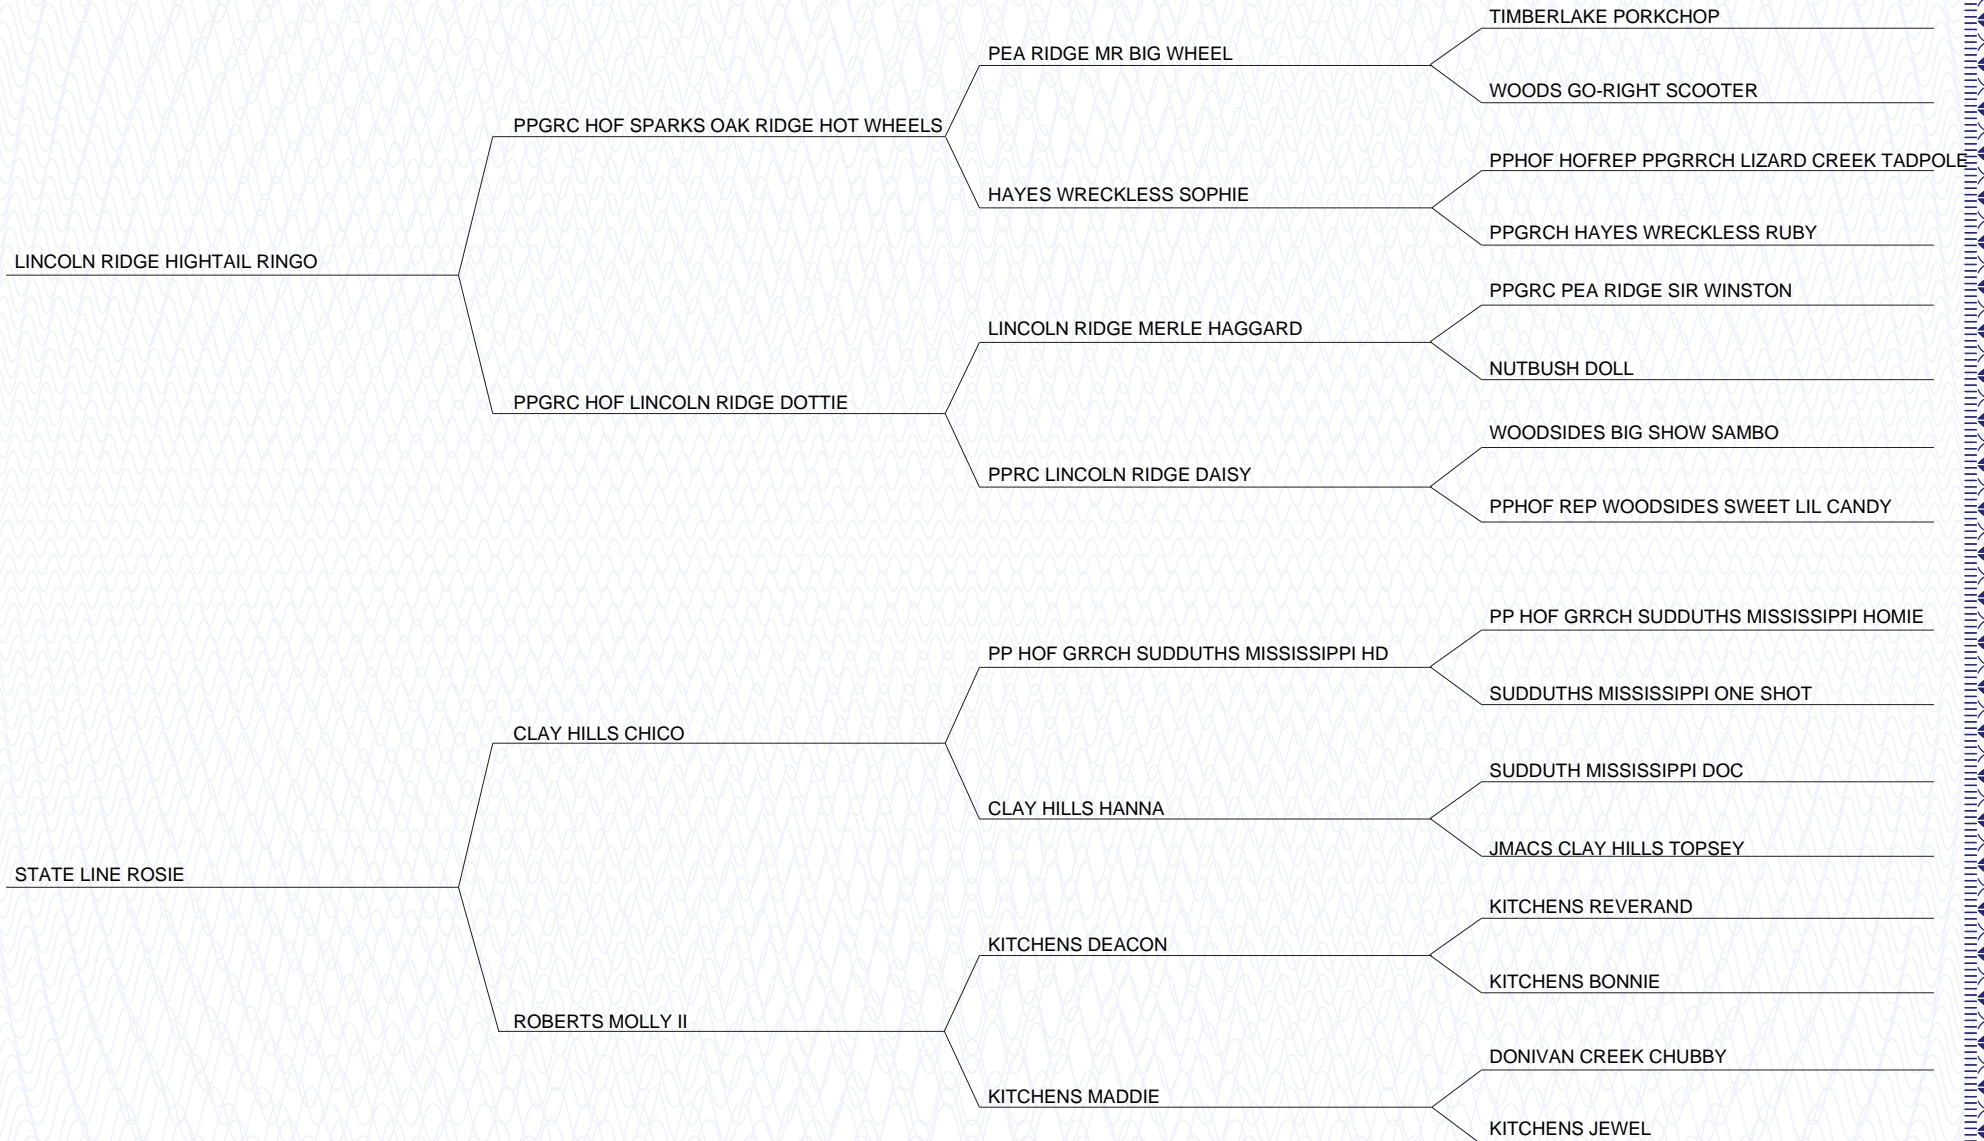 TIMBERLAKE PORKCHOP
PEA RIDGE MR BIG WHEEL
WOODS GO-RIGHT SCOOTER
PPGRC HOF SPARKS OAK RIDGE HOT WHEELS
PPHOF HOFREP PPGRRCH LIZARD CREEK TADPOLE
HAYES WRECKLESS SOPHIE
PPGRCH HAYES WRECKLESS RUBY
LINCOLN RIDGE HIGHTAIL RINGO
PPGRC PEA RIDGE SIR WINSTON
LINCOLN RIDGE MERLE HAGGARD
NUTBUSH DOLL
PPGRC HOF LINCOLN RIDGE DOTTIE
WOODSIDES BIG SHOW SAMBO
PPRC LINCOLN RIDGE DAISY
PPHOF REP WOODSIDES SWEET LIL CANDY
PP HOF GRRCH SUDDUTHS MISSISSIPPI HOMIE
PP HOF GRRCH SUDDUTHS MISSISSIPPI HD
SUDDUTHS MISSISSIPPI ONE SHOT
CLAY HILLS CHICO
SUDDUTH MISSISSIPPI DOC
CLAY HILLS HANNA
JMACS CLAY HILLS TOPSEY
STATE LINE ROSIE
KITCHENS REVERAND
KITCHENS DEACON
KITCHENS BONNIE
ROBERTS MOLLY II
DONIVAN CREEK CHUBBY
KITCHENS MADDIE
KITCHENS JEWEL